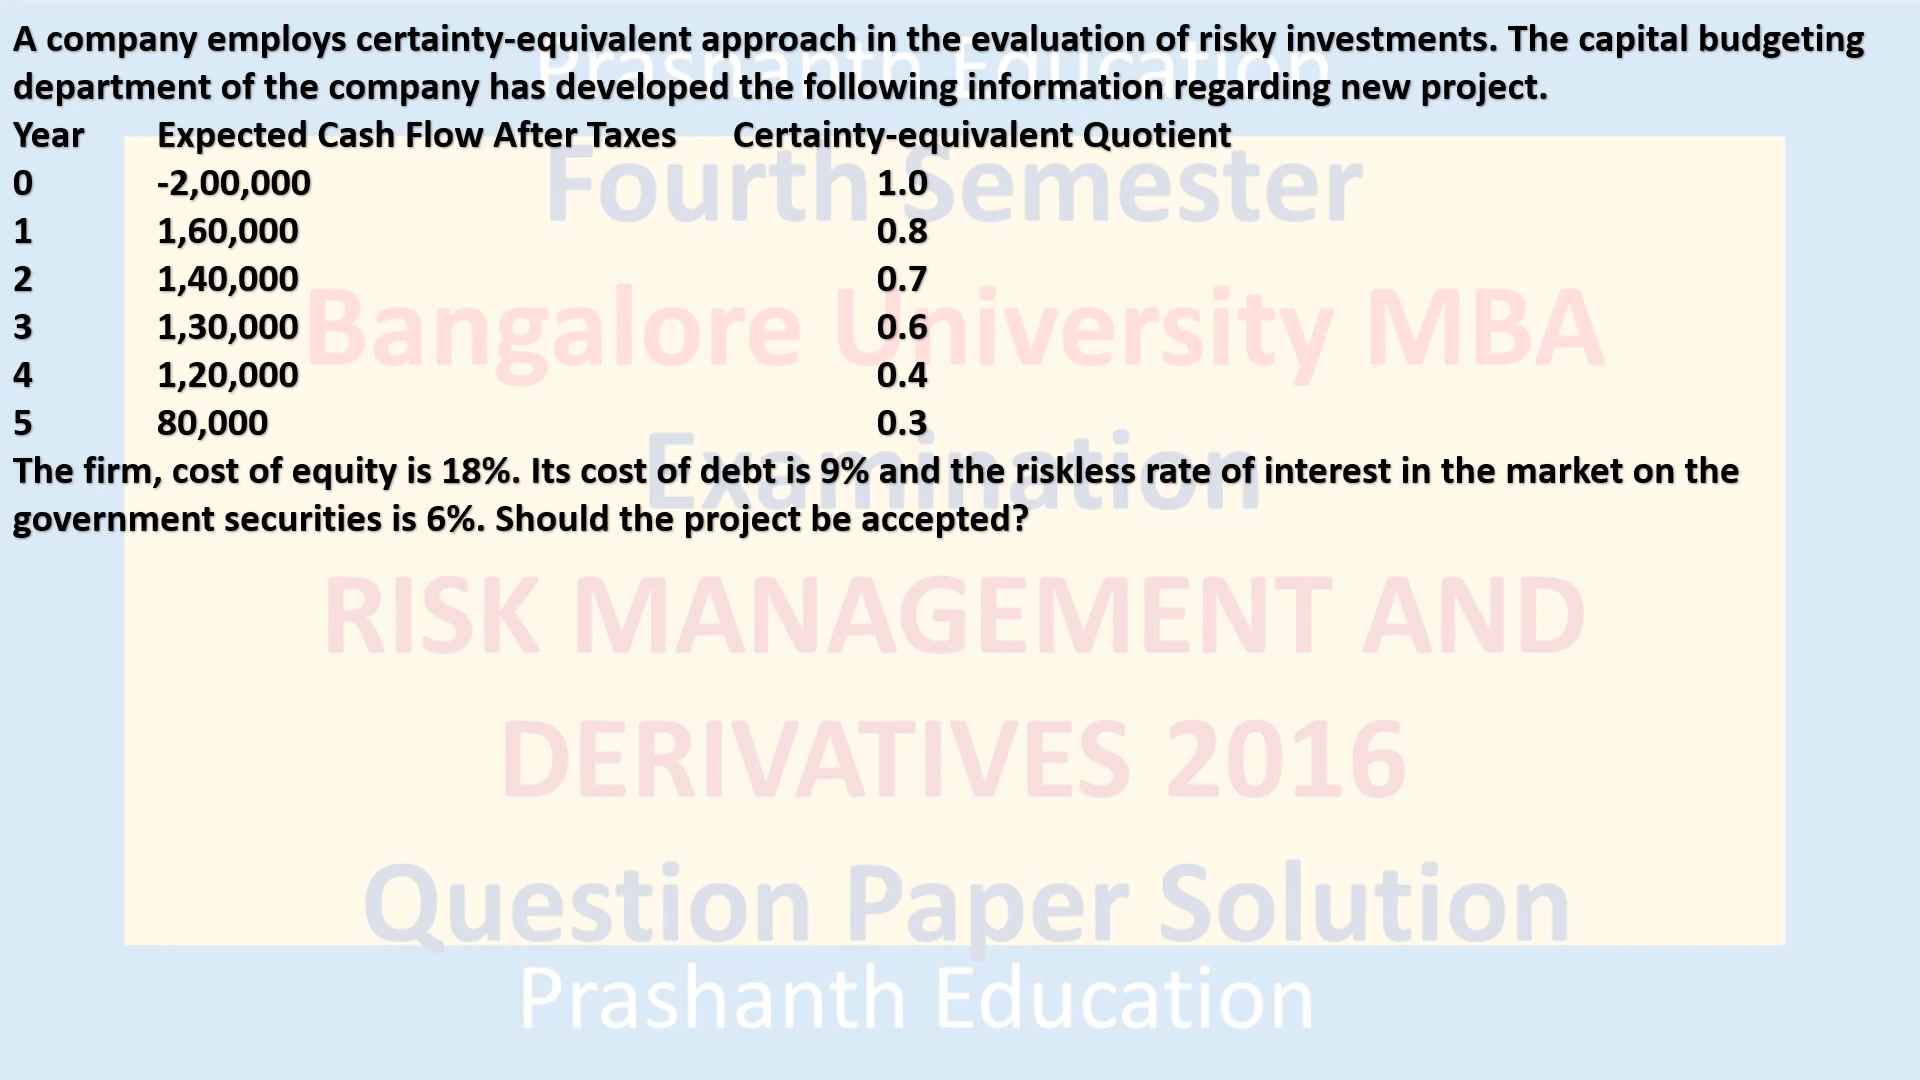 A company employs certainty-equivalent approach in the evaluation of risky investments. The capital budgeting
department of the company has developed the following information regarding new project.
Year Expected Cash Flow After Taxes Certainty-equivalent Quotient
0 -2,00,000 1.0
1 1,60,000 0.8
2 1,40,000 0.7
3 1,30,000 0.6
4 1,20,000 0.4
5 80,000 0.3
The firm, cost of equity is 18%. Its cost of debt is 9% and the riskless rate of interest in the market on the
government securities is 6%. Should the project be accepted?
Prashanth Education
Fourth Semester
Bangalore University MBA
Examination
RISK MANAGEMENT AND
DERIVATIVES 2016
Question Paper Solution
Prashanth Education